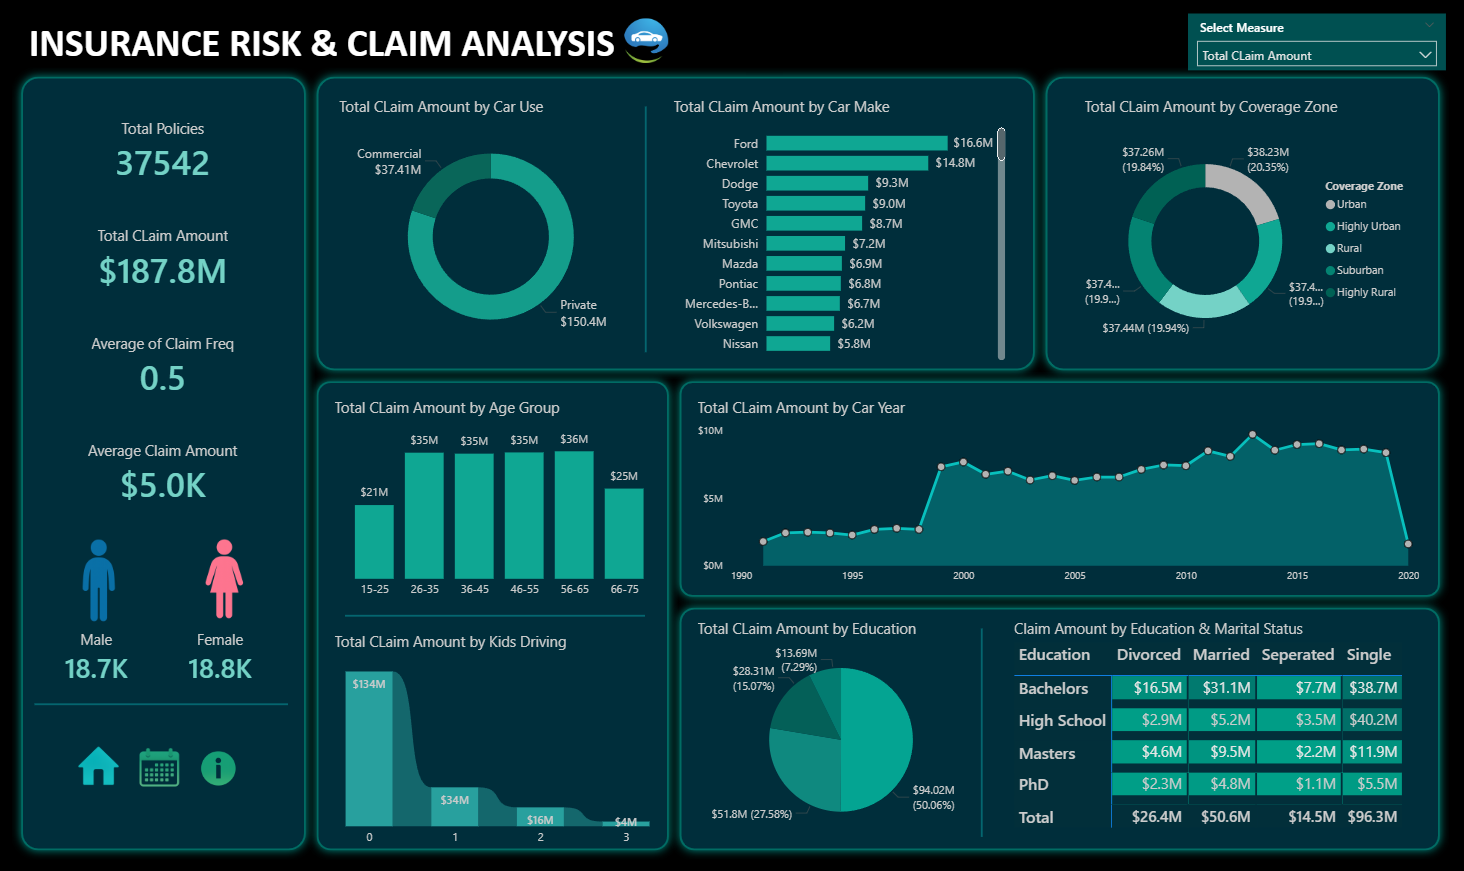 INSURANCE RISK & CLAIM ANALYSIS
Select Measure
Total CLaim Amount
Total Policies
37542
Total CLaim Amount
$187.8M
Average of Claim Freq
0.5
Average Claim Amount
$5.0K
Male
18.7K
Female
18.8K
Total CLaim Amount by Car Use
Commercial
$37.41M
Private
$150.4M
Total CLaim Amount by Car Make
Ford $16.6M
Chevrolet $14.8M
Dodge $9.3M
Toyota $9.0M
GMC $8.7M
Mitsubishi $7.2M
Mazda $6.9M
Pontiac $6.8M
Mercedes-B... $6.7M
Volkswagen $6.2M
Nissan $5.8M
Total CLaim Amount by Coverage Zone
$37.26M
(19.84%)
$38.23M
(20.35%)
$37.4...
(19.9...)
$37.4...
(19.9...)
$37.44M (19.94%)
Coverage Zone
Urban
Highly Urban
Rural
Suburban
Highly Rural
Total CLaim Amount by Age Group
$21M $35M $35M $35M $36M $25M
15-25 26-35 36-45 46-55 56-65 66-75
Total CLaim Amount by Kids Driving
$134M $34M $16M $4M
0 1 2 3
Total CLaim Amount by Car Year
$10M
$5M
$0M
1990 1995 2000 2005 2010 2015 2020
Total CLaim Amount by Education
$13.69M
(7.29%)
$28.31M
(15.07%)
$51.8M (27.58%)
$94.02M
(50.06%)
Claim Amount by Education & Marital Status
Education Divorced Married Seperated Single
Bachelors $16.5M $31.1M $7.7M $38.7M
High School $2.9M $5.2M $3.5M $40.2M
Masters $4.6M $9.5M $2.2M $11.9M
PhD $2.3M $4.8M $1.1M $5.5M
Total $26.4M $50.6M $14.5M $96.3M